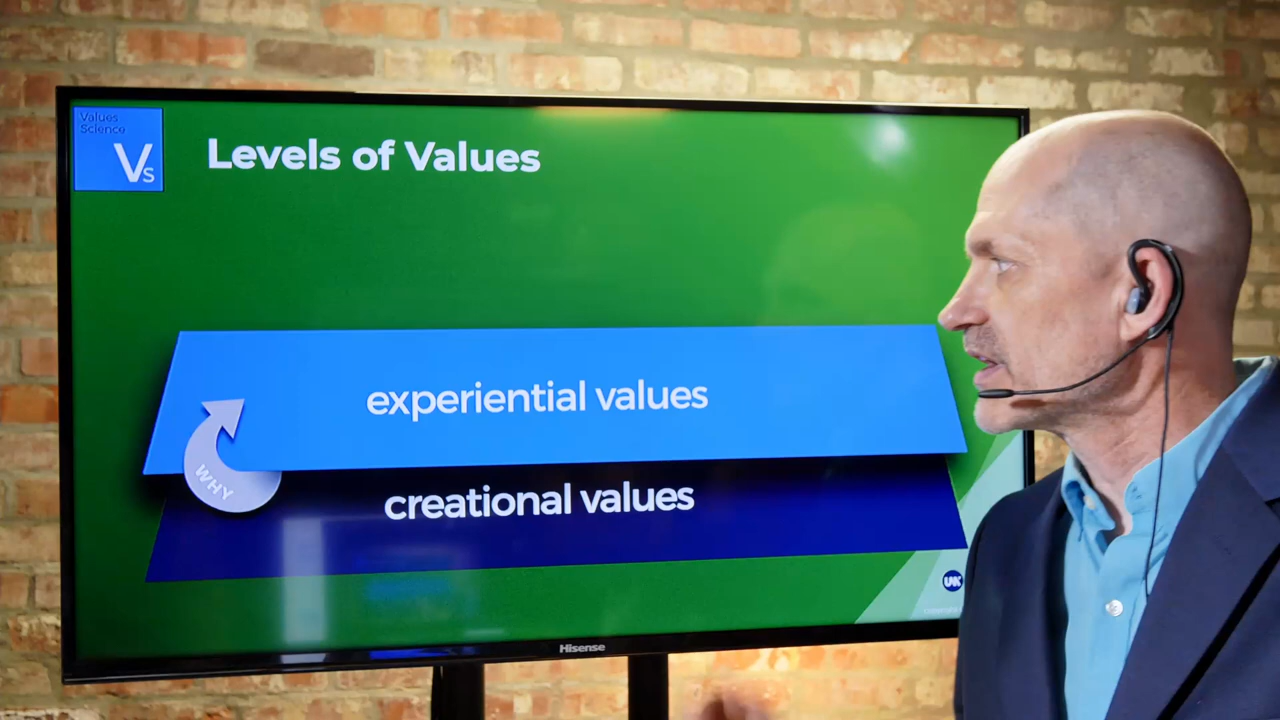 Values
Science
Vs
Levels of Values
experiential values
WHY
creational values
UK
Hisense